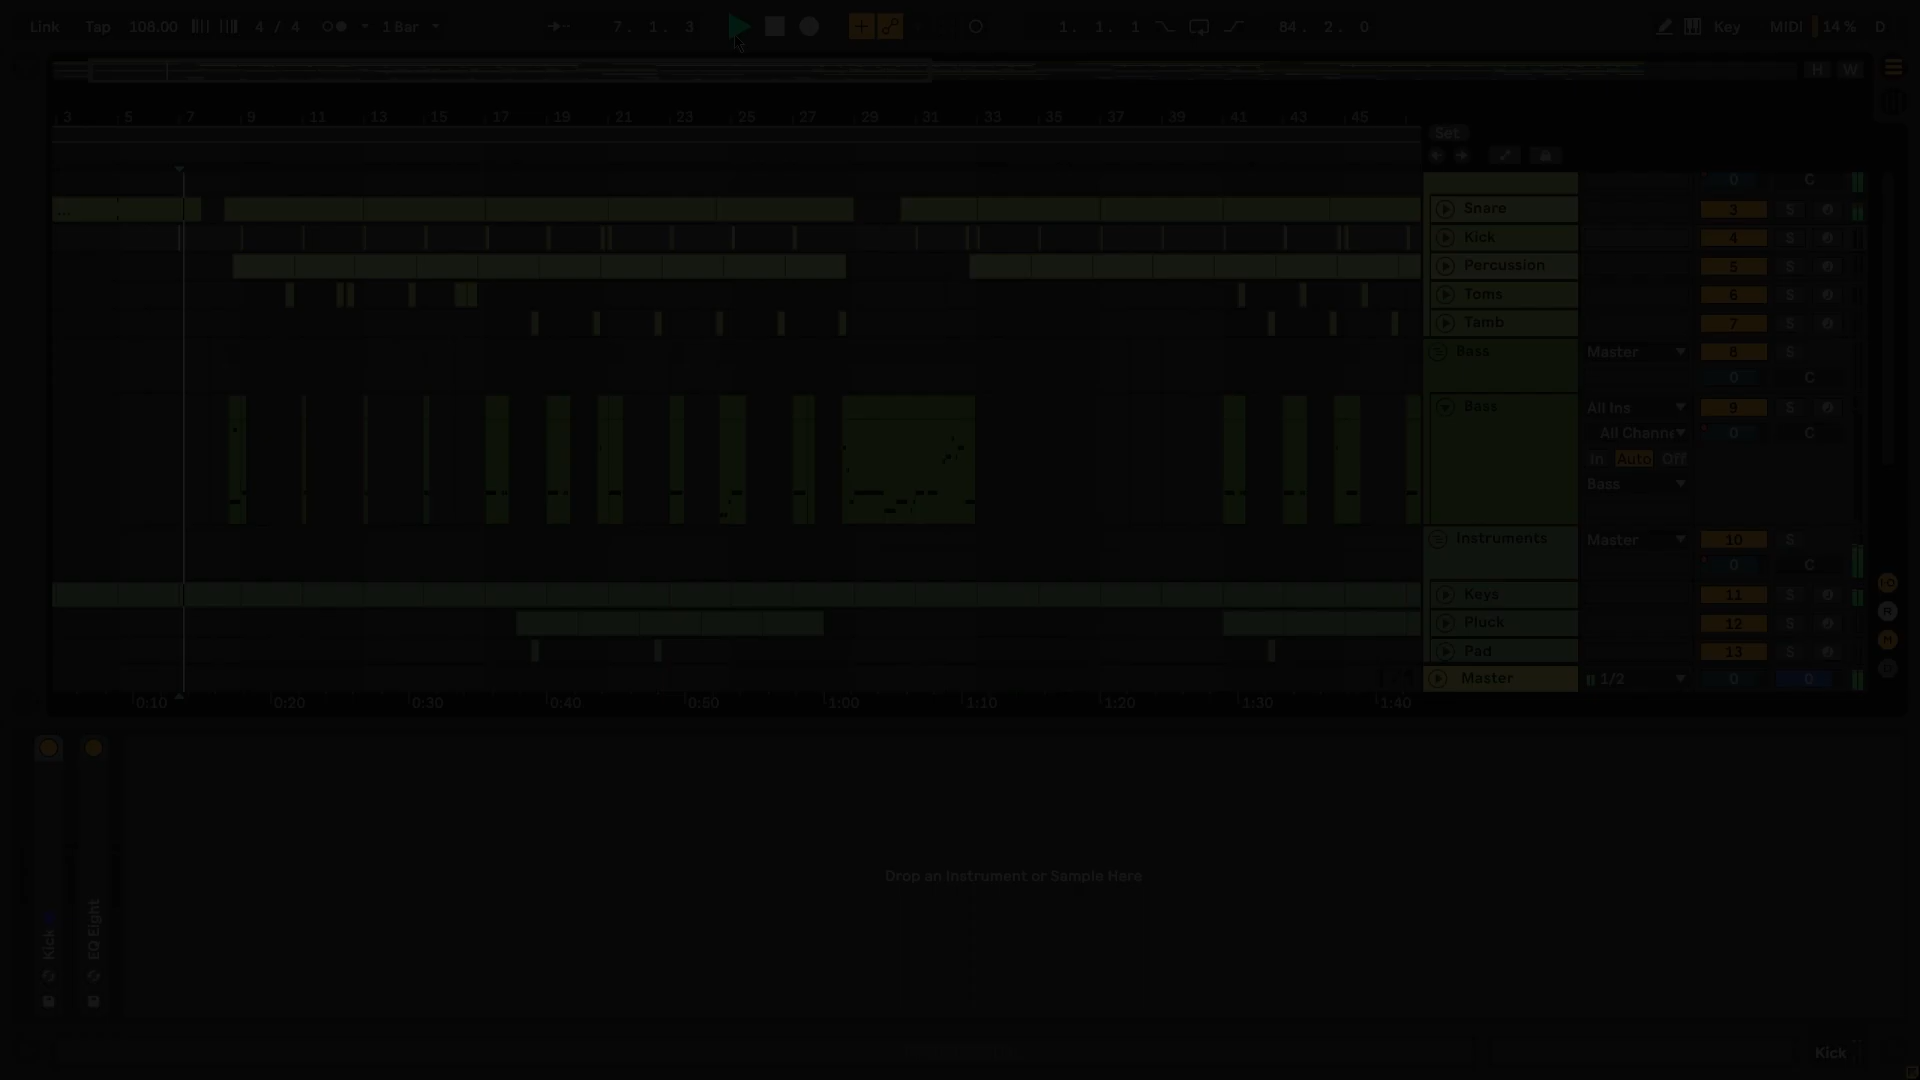 Link Tap 108.00 4 / 4 1 Bar 7. 1. 3 1. 1. 1 84. 2. 0 Key MIDI 14 % D
H W
3 5 7 9 11 13 15 17 19 21 23 25 27 29 31 33 35 37 39 41 43 45
Set
0 C
... Snare 3 S
Kick 4 S
Percussion 5 S
Toms 6 S
Tamb 7 S
Bass Master 8 S
0 C
Bass All Ins 9 S
All Channe 0 C
In Auto Off
Bass
Instruments Master 10 S
0 C
Keys 11 S
Pluck 12 S
Pad 13 S
Master 1/2 0 0
I·O
R
M
0:10 0:20 0:30 0:40 0:50 1:00 1:10 1:20 1:30 1:40
Drop an Instrument or Sample Here
Kick
EQ Eight
Kick